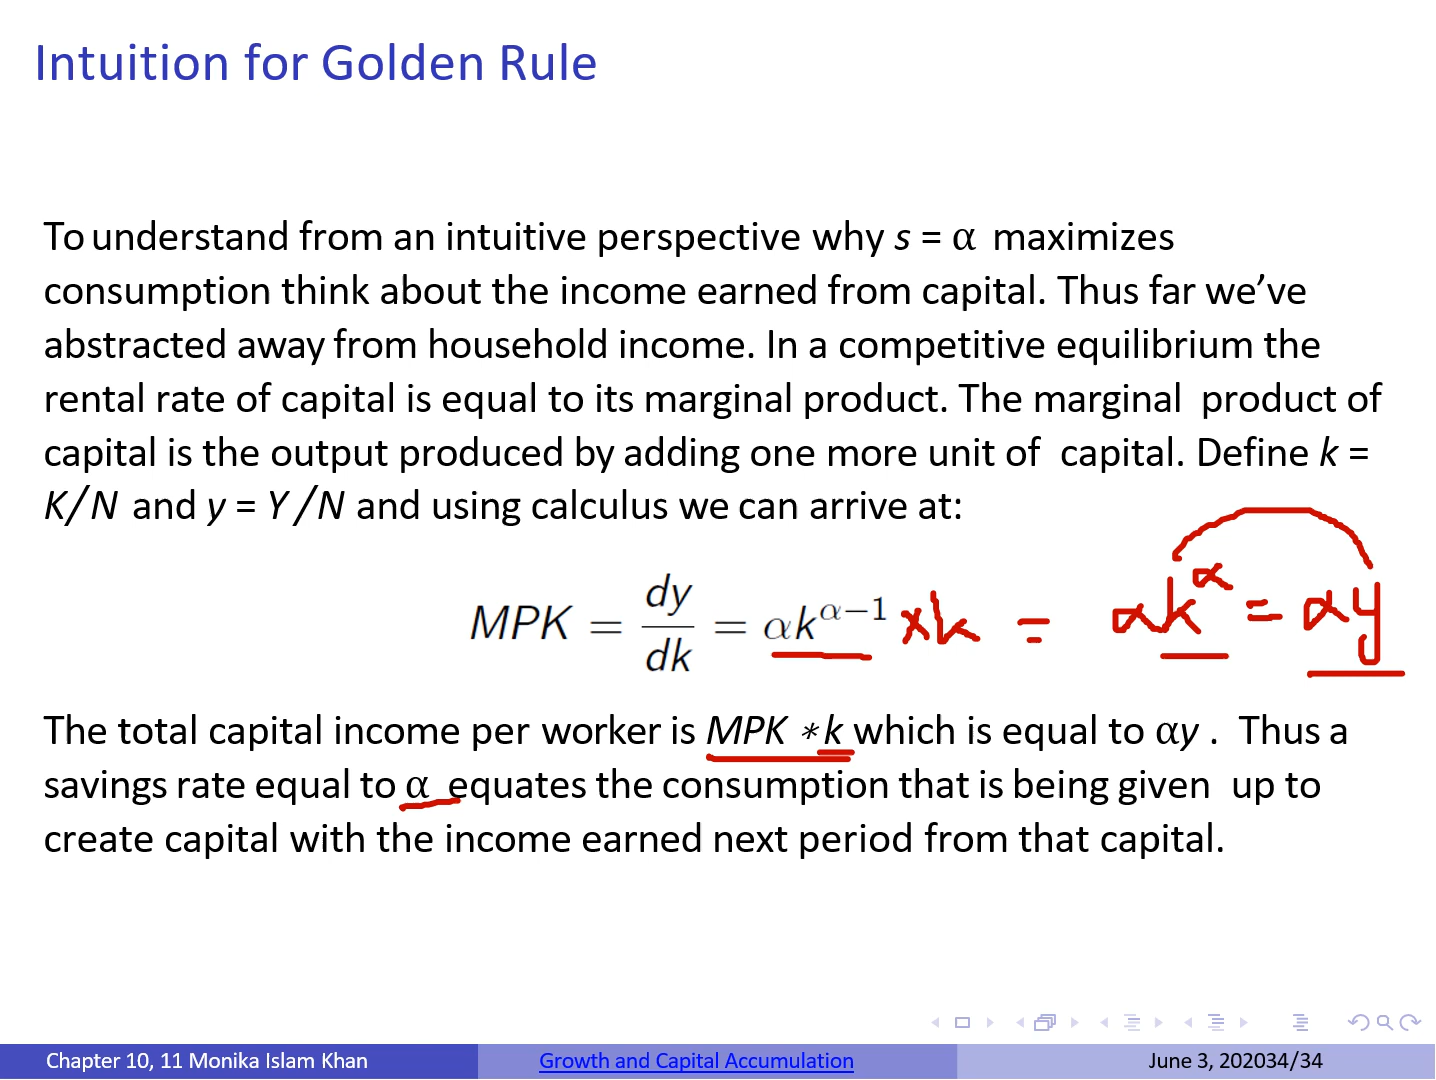 Intuition for Golden Rule
To understand from an intuitive perspective why s = α maximizes
consumption think about the income earned from capital. Thus far we’ve
abstracted away from household income. In a competitive equilibrium the
rental rate of capital is equal to its marginal product. The marginal product of
capital is the output produced by adding one more unit of capital. Define k =
K/N and y = Y/N and using calculus we can arrive at:
MPK = dy/dk = αk^{α−1} × k = αk^α = αy
The total capital income per worker is MPK ∗ k which is equal to αy . Thus a
savings rate equal to α equates the consumption that is being given up to
create capital with the income earned next period from that capital.
Chapter 10, 11 Monika Islam Khan Growth and Capital Accumulation June 3, 202034/34